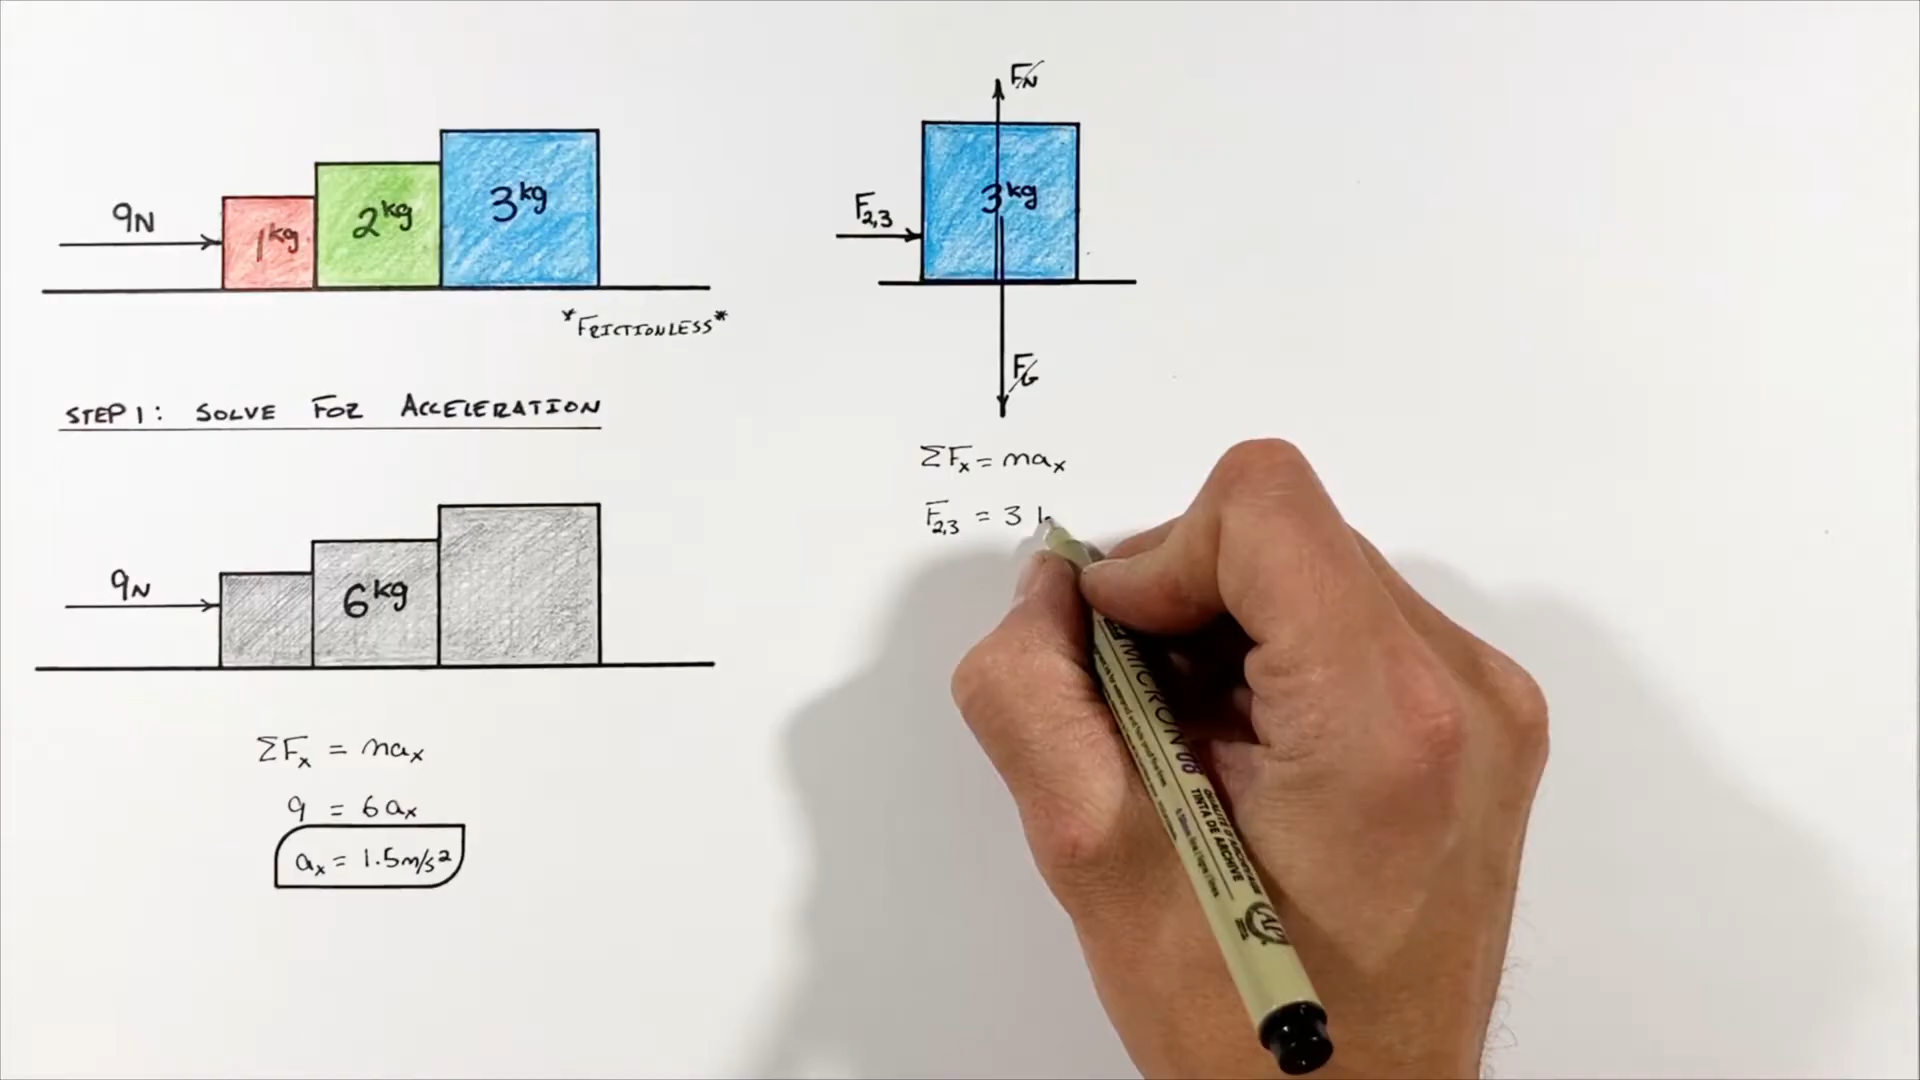 9N
1kg
2kg
3kg
*FRICTIONLESS*
STEP 1: SOLVE FOR ACCELERATION
9N
6kg
ΣFx = max
9 = 6ax
ax = 1.5m/s²
FN
3kg
F2,3
FG
ΣFx = max
F2,3 = 3
MICRON 08
TINTA DE ARCHIVE